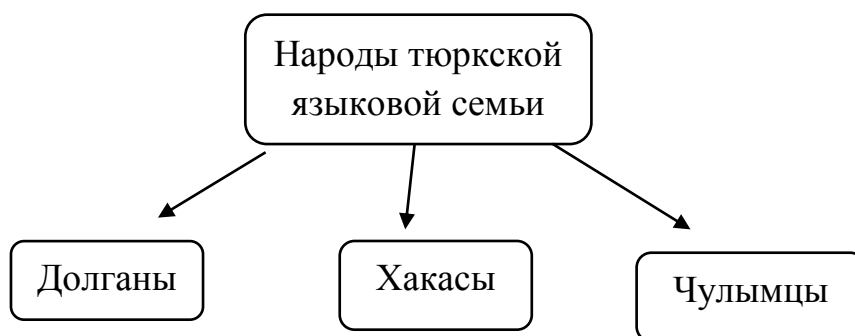 Народы тюркской
языковой семьи
Долганы
Хакасы
Чулымцы